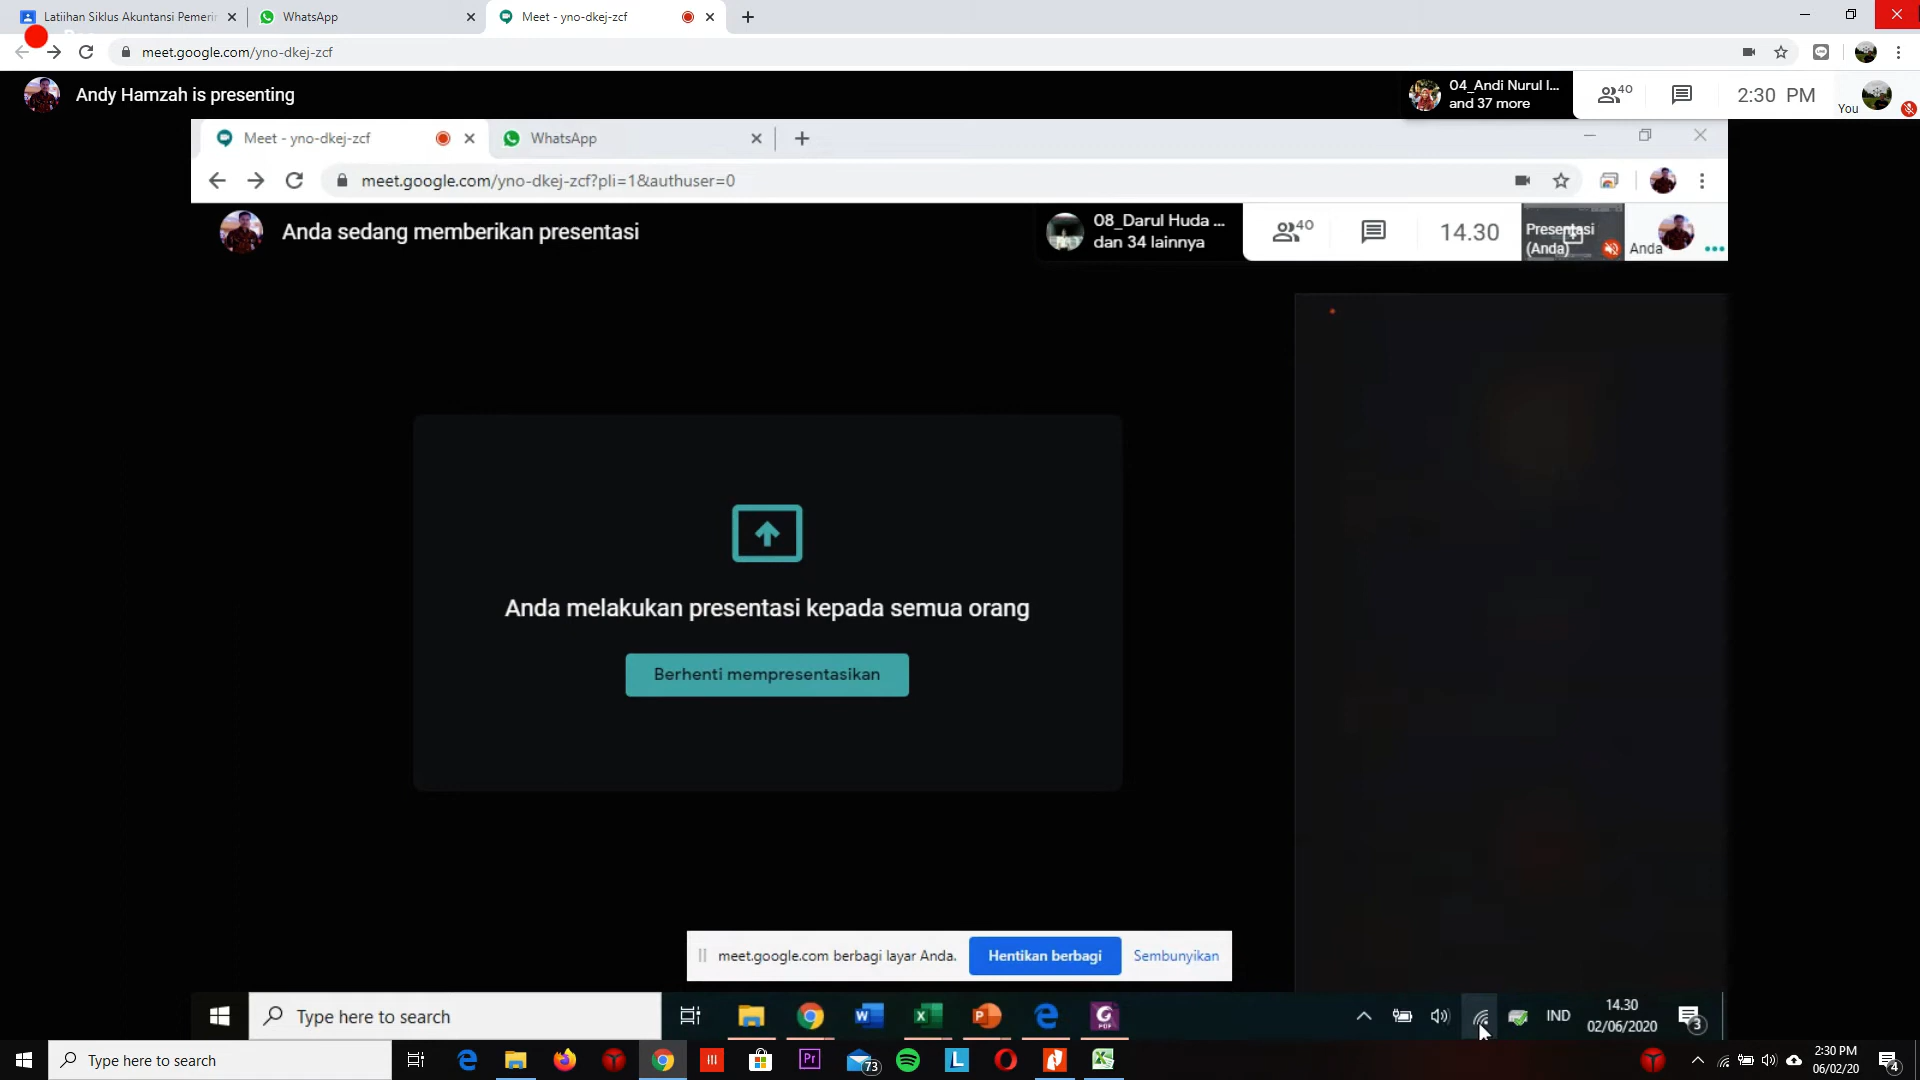 Latiihan Siklus Akuntansi Pemerin
WhatsApp
Meet - yno-dkej-zcf
meet.google.com/yno-dkej-zcf
Andy Hamzah is presenting
04_Andi Nurul I...
and 37 more
40
2:30 PM
You
Meet - yno-dkej-zcf
WhatsApp
meet.google.com/yno-dkej-zcf?pli=1&authuser=0
Anda sedang memberikan presentasi
08_Darul Huda ...
dan 34 lainnya
40
14.30
Presentasi
(Anda)
Anda
Anda melakukan presentasi kepada semua orang
Berhenti mempresentasikan
meet.google.com berbagi layar Anda.
Hentikan berbagi
Sembunyikan
Type here to search
IND
14.30
02/06/2020
3
Type here to search
Pr
73
L
2:30 PM
06/02/20
4